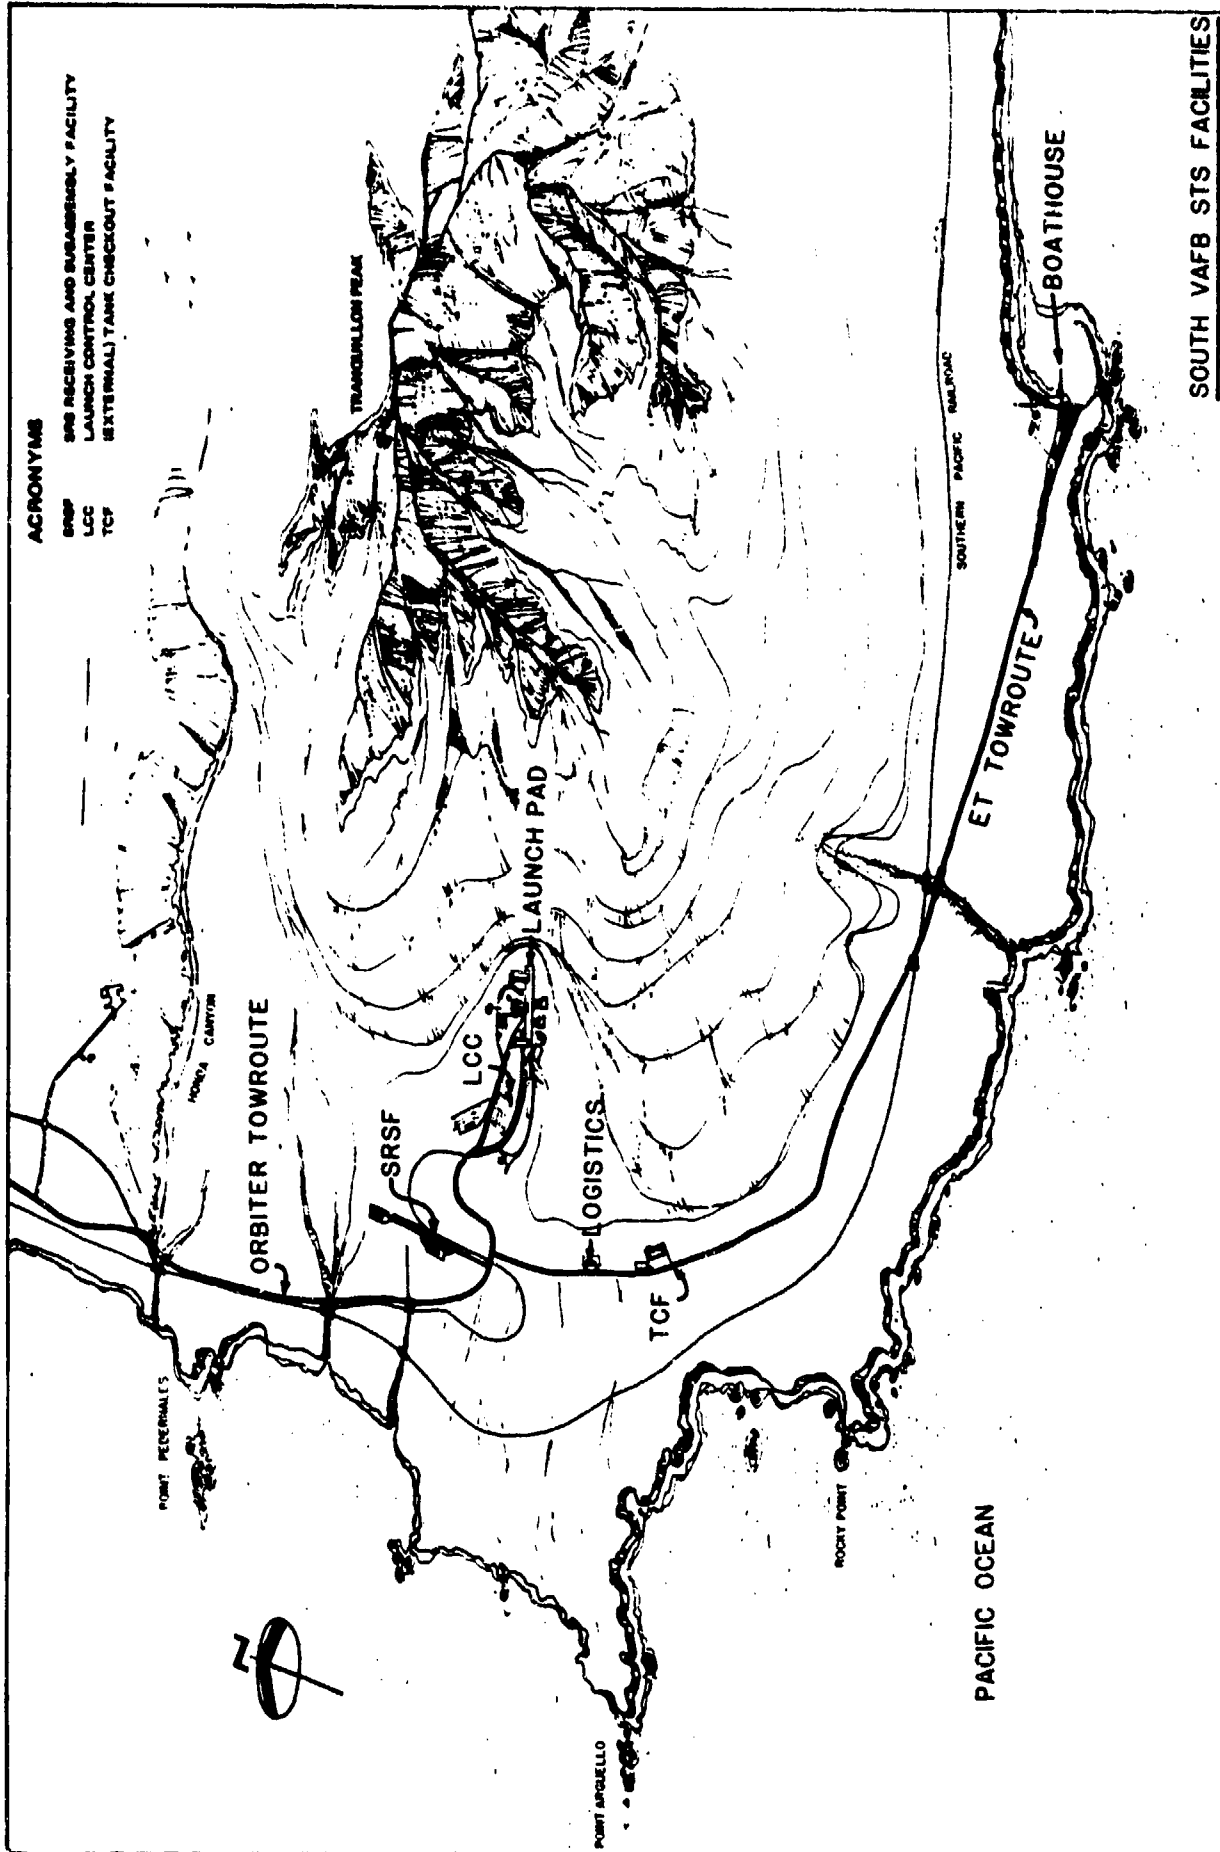 ACRONYMS
SRSF SRB RECEIVING AND SUBASSEMBLY FACILITY
LCC LAUNCH CONTROL CENTER
TCF (EXTERNAL) TANK CHECKOUT FACILITY
TRANQUILLON PEAK
HONDA CANYON
ORBITER TOWROUTE
POINT PEDERNALES
SRSF
LCC
LAUNCH PAD
LOGISTICS
TCF
N
POINT ARGUELLO
ROCKY POINT
SOUTHERN PACIFIC RAILROAD
ET TOWROUTE
BOATHOUSE
PACIFIC OCEAN
SOUTH VAFB STS FACILITIES